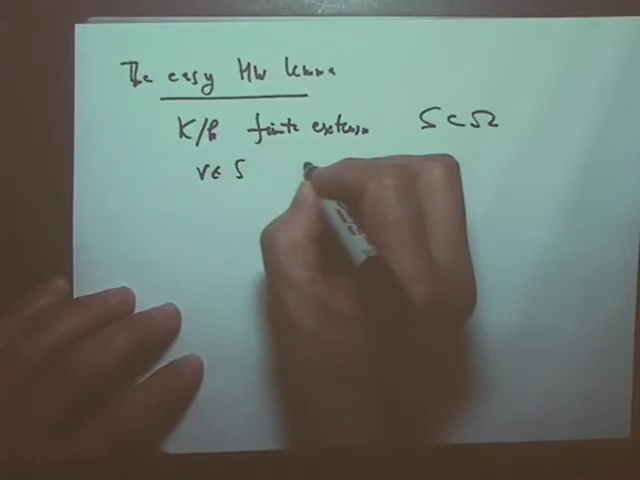 The easy HW lemma
K/k finite extension S ⊂ Ω
v ∈ S